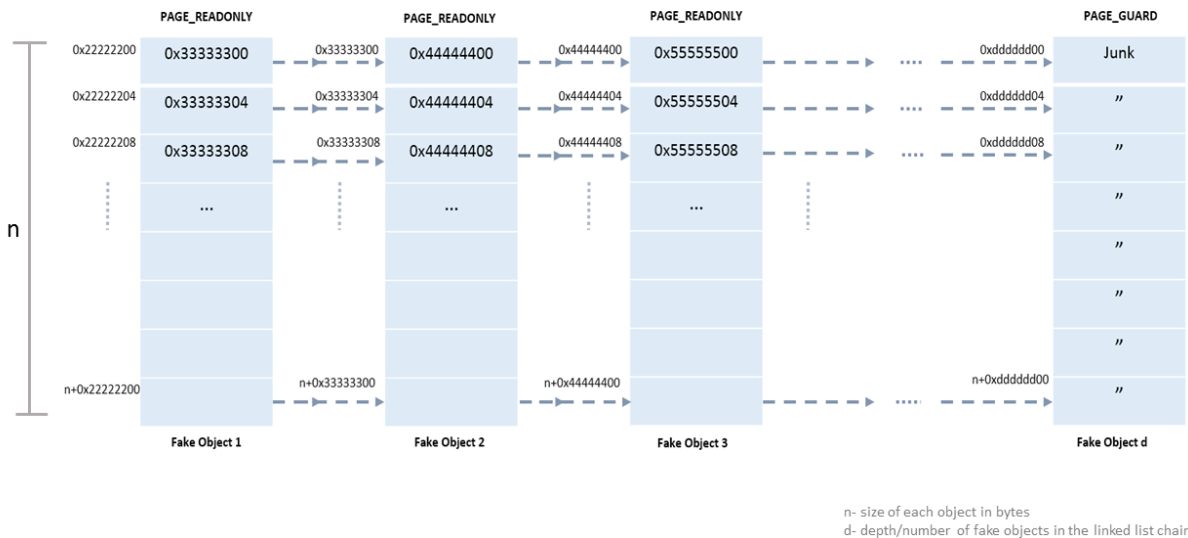 PAGE_READONLY PAGE_READONLY PAGE_READONLY PAGE_GUARD
0x22222200 0x33333300 0x33333300 0x44444400 0x44444400 0x55555500 0xdddddd00 Junk
0x22222204 0x33333304 0x33333304 0x44444404 0x44444404 0x55555504 0xdddddd04 ”
0x22222208 0x33333308 0x33333308 0x44444408 0x44444408 0x55555508 0xdddddd08 ”
... ... ... ”
n ”
”
”
n+0x22222200 n+0x33333300 n+0x44444400 n+0xdddddd00 ”
Fake Object 1 Fake Object 2 Fake Object 3 Fake Object d
n- size of each object in bytes
d- depth/number of fake objects in the linked list chain